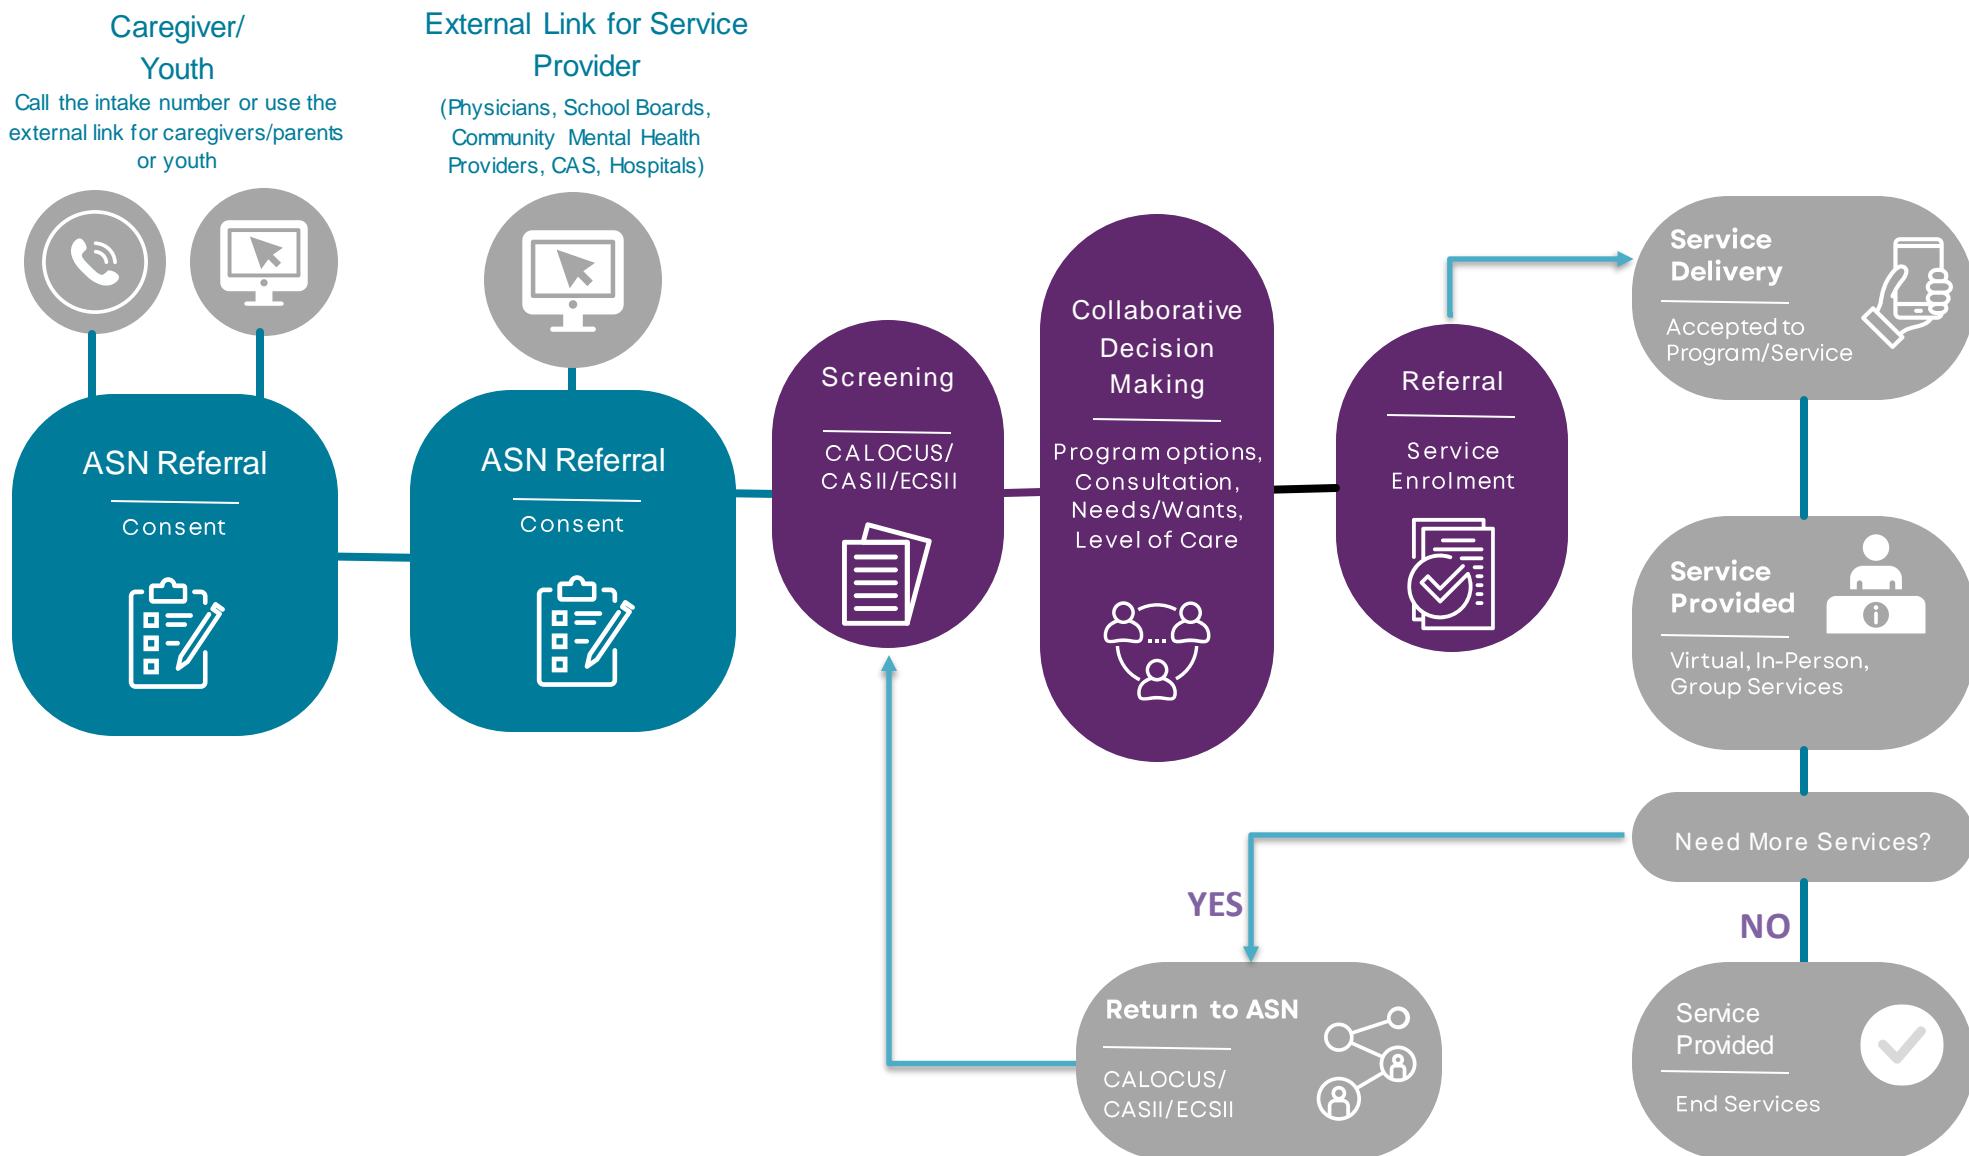 Caregiver/
Youth
Call the intake number or use the
external link for caregivers/parents
or youth
External Link for Service
Provider
(Physicians, School Boards,
Community Mental Health
Providers, CAS, Hospitals)
ASN Referral
Consent
ASN Referral
Consent
Screening
CALOCUS/
CASII/ECSII
Collaborative
Decision
Making
Program options,
Consultation,
Needs/Wants,
Level of Care
Referral
Service
Enrolment
Service
Delivery
Accepted to
Program/Service
Service
Provided
Virtual, In-Person,
Group Services
Need More Services?
YES
NO
Return to ASN
CALOCUS/
CASII/ECSII
Service
Provided
End Services